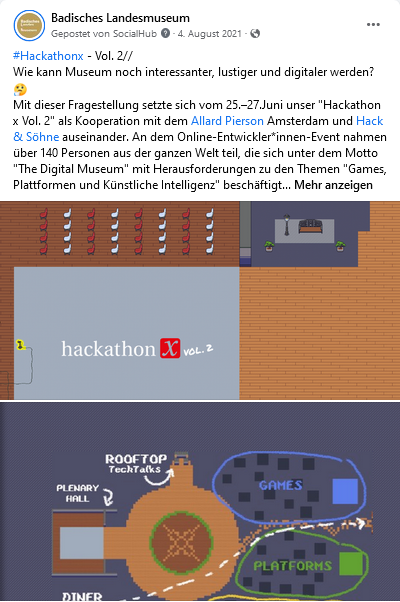 Badisches Landesmuseum
Gepostet von SocialHub · 4. August 2021 ·
#Hackathonx - Vol. 2//
Wie kann Museum noch interessanter, lustiger und digitaler werden?
🤔
Mit dieser Fragestellung setzte sich vom 25.–27.Juni unser "Hackathon
x Vol. 2" als Kooperation mit dem Allard Pierson Amsterdam und Hack
& Söhne auseinander. An dem Online-Entwickler*innen-Event nahmen
über 140 Personen aus der ganzen Welt teil, die sich unter dem Motto
"The Digital Museum" mit Herausforderungen zu den Themen "Games,
Plattformen und Künstliche Intelligenz" beschäftigt... Mehr anzeigen
1
hackathon x VOL. 2
ROOFTOP
TechTalks
PLENARY
HALL
GAMES
PLATFORMS
DINER